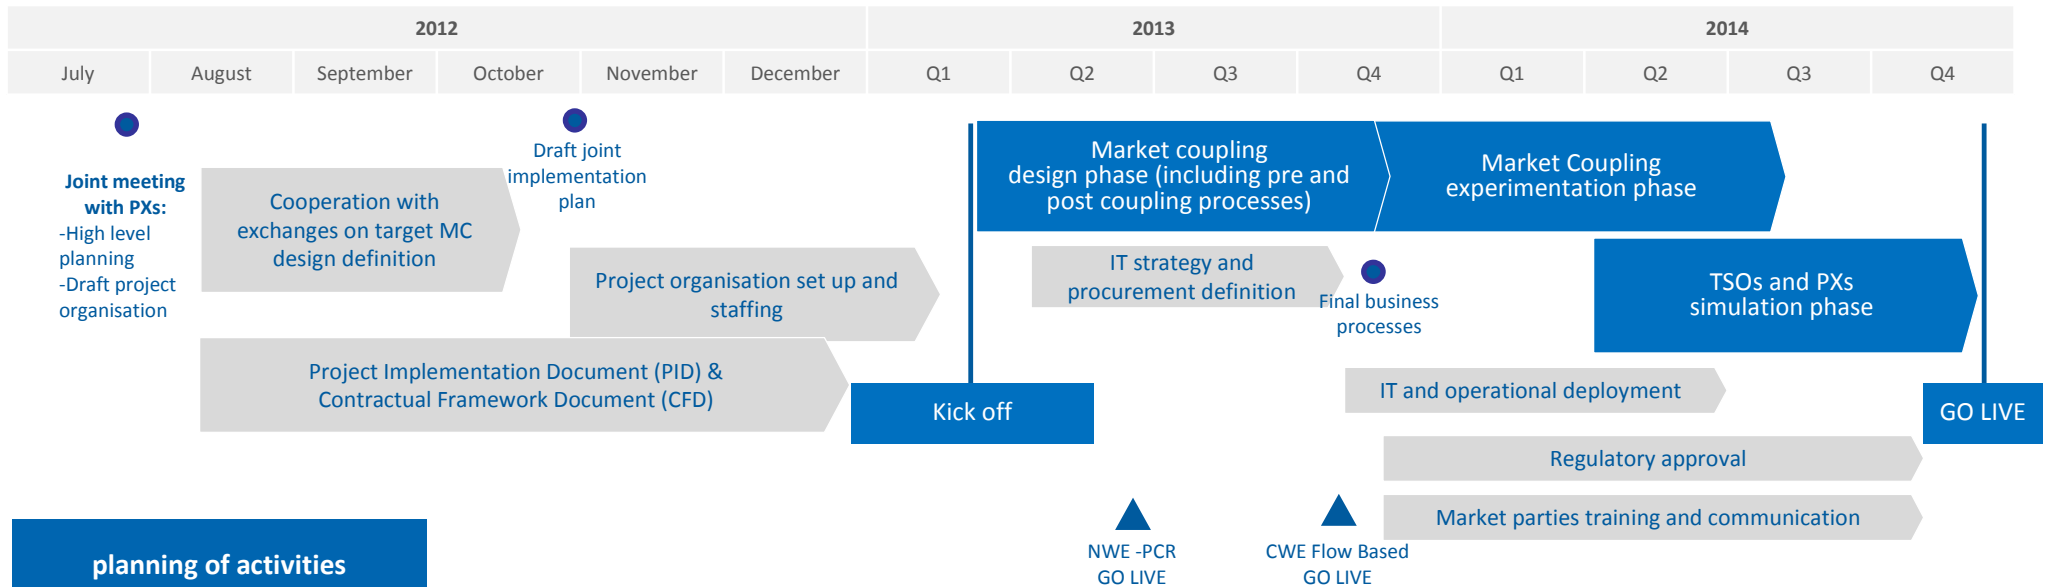 2012
2013
2014
July
August
September
October
November
December
Q1
Q2
Q3
Q4
Q1
Q2
Q3
Q4
Joint meeting
with PXs:
-High level
planning
-Draft project
organisation
Cooperation with
exchanges on target MC
design definition
Draft joint
implementation
plan
Project organisation set up and
staffing
Project Implementation Document (PID) &
Contractual Framework Document (CFD)
Kick off
Market coupling
design phase (including pre and
post coupling processes)
Market Coupling
experimentation phase
IT strategy and
procurement definition
Final business
processes
TSOs and PXs
simulation phase
IT and operational deployment
GO LIVE
Regulatory approval
Market parties training and communication
NWE -PCR
GO LIVE
CWE Flow Based
GO LIVE
planning of activities